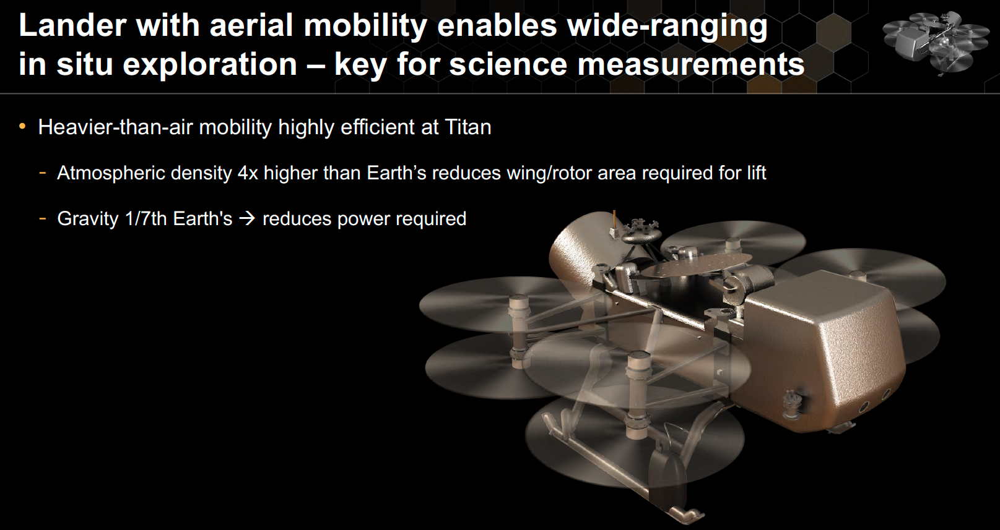 Lander with aerial mobility enables wide-ranging
in situ exploration – key for science measurements
• Heavier-than-air mobility highly efficient at Titan
- Atmospheric density 4x higher than Earth’s reduces wing/rotor area required for lift
- Gravity 1/7th Earth's → reduces power required